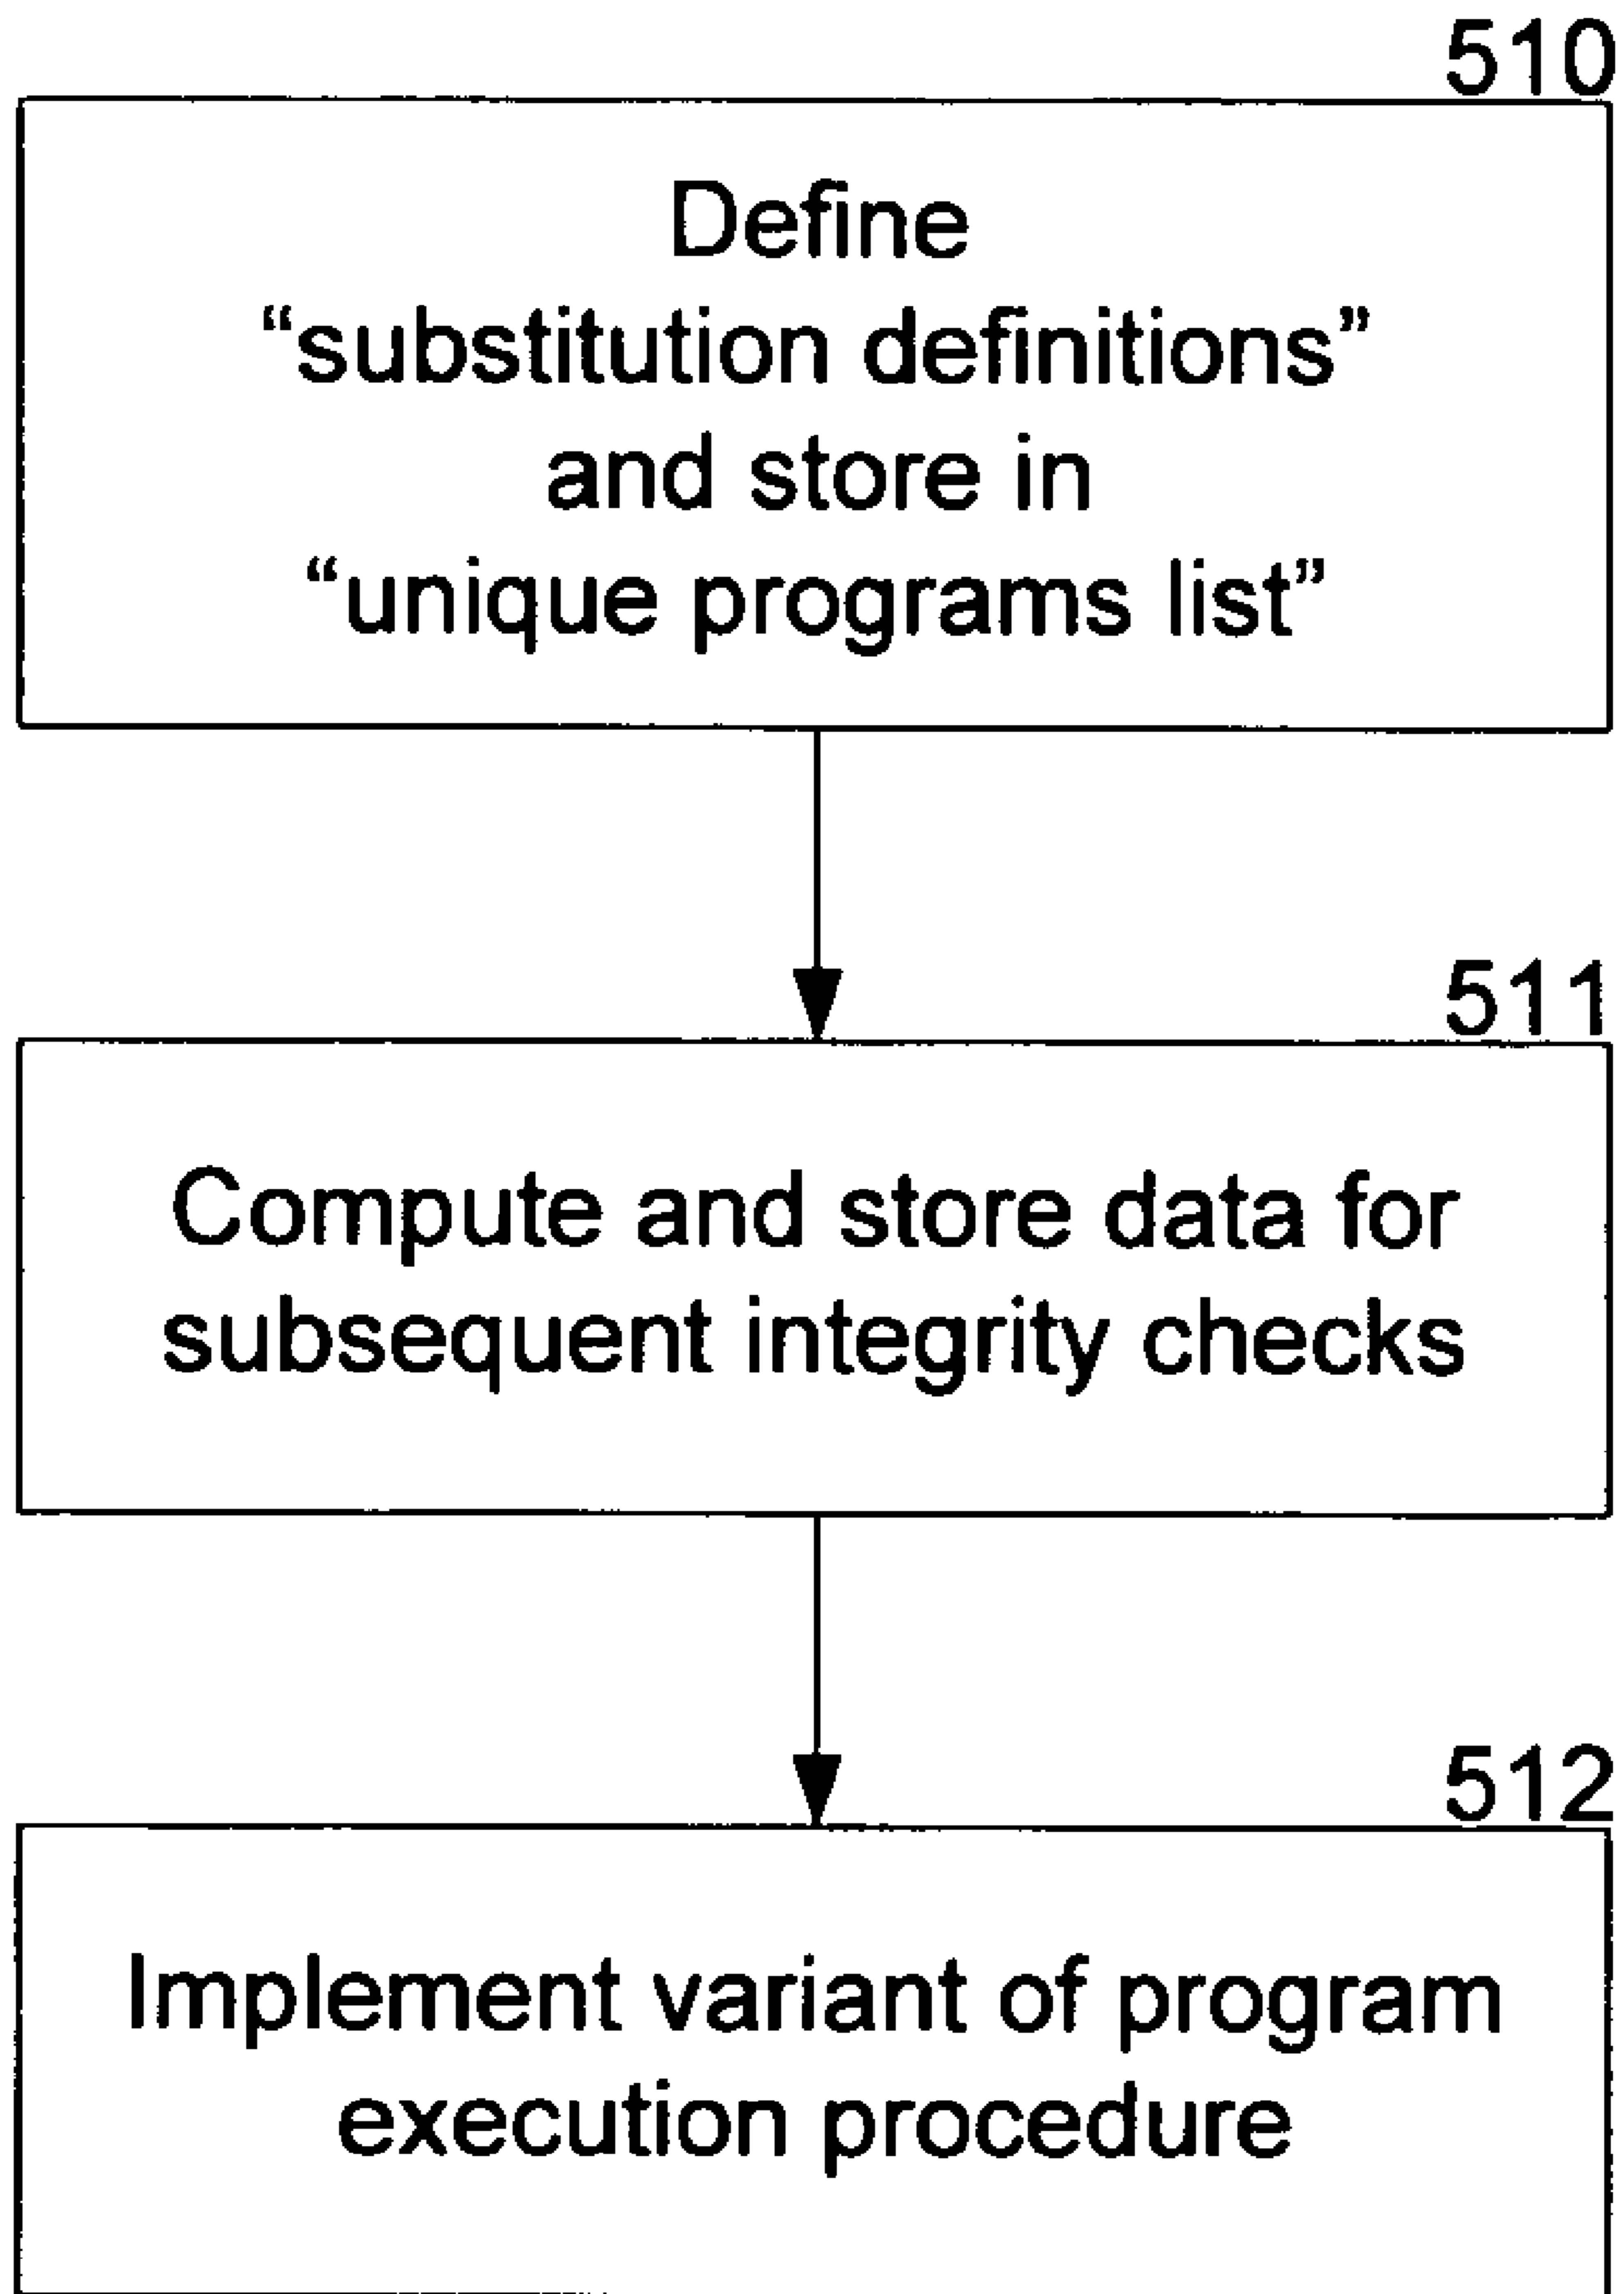 510
Define
“substitution definitions”
and store in
“unique programs list”
511
Compute and store data for
subsequent integrity checks
512
Implement variant of program
execution procedure